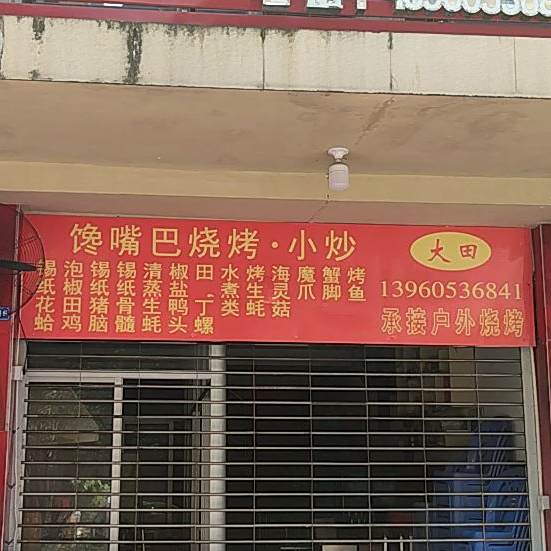 馋嘴巴烧烤·小炒
大田
锡纸花蛤
泡椒田鸡
锡纸猪脑
锡纸骨髓
清蒸生蚝
椒盐鸭头
田.丁螺
水煮类
烤生蚝
海灵菇
魔爪
蟹脚
烤鱼
13960536841
承接户外烧烤